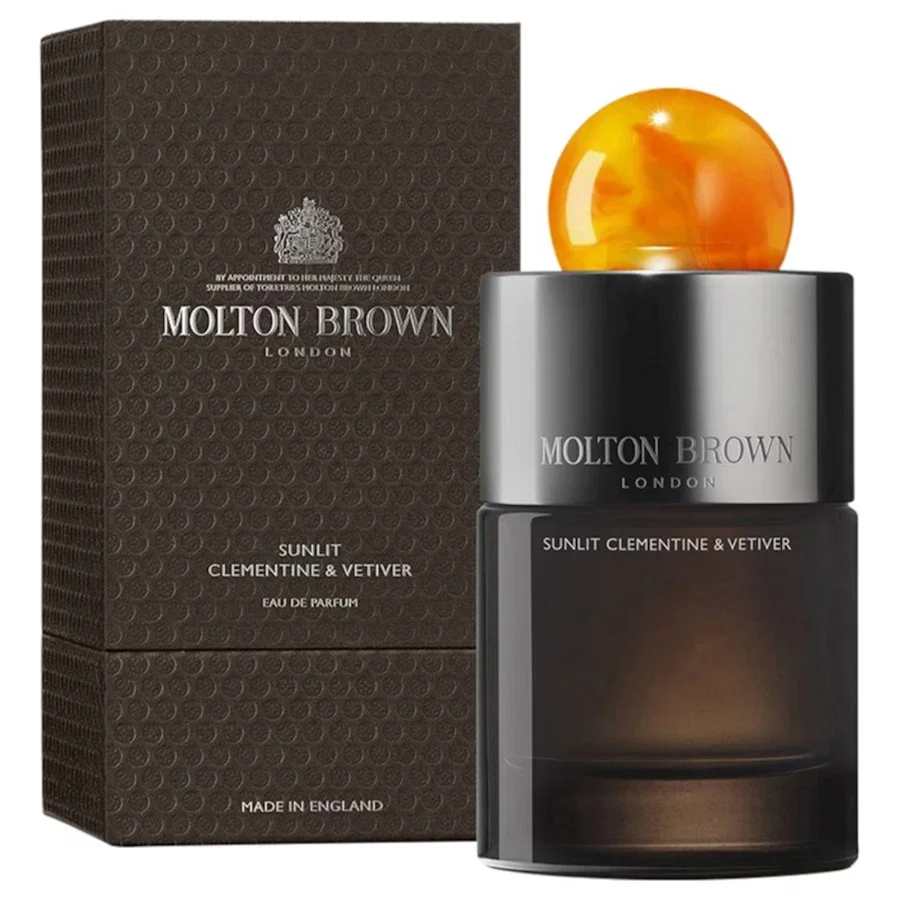 BY APPOINTMENT TO HER MAJESTY THE QUEEN
SUPPLIER OF TOILETRIES MOLTON BROWN LONDON
MOLTON BROWN
LONDON
SUNLIT
CLEMENTINE & VETIVER
EAU DE PARFUM
MADE IN ENGLAND
MOLTON BROWN
LONDON
SUNLIT CLEMENTINE & VETIVER